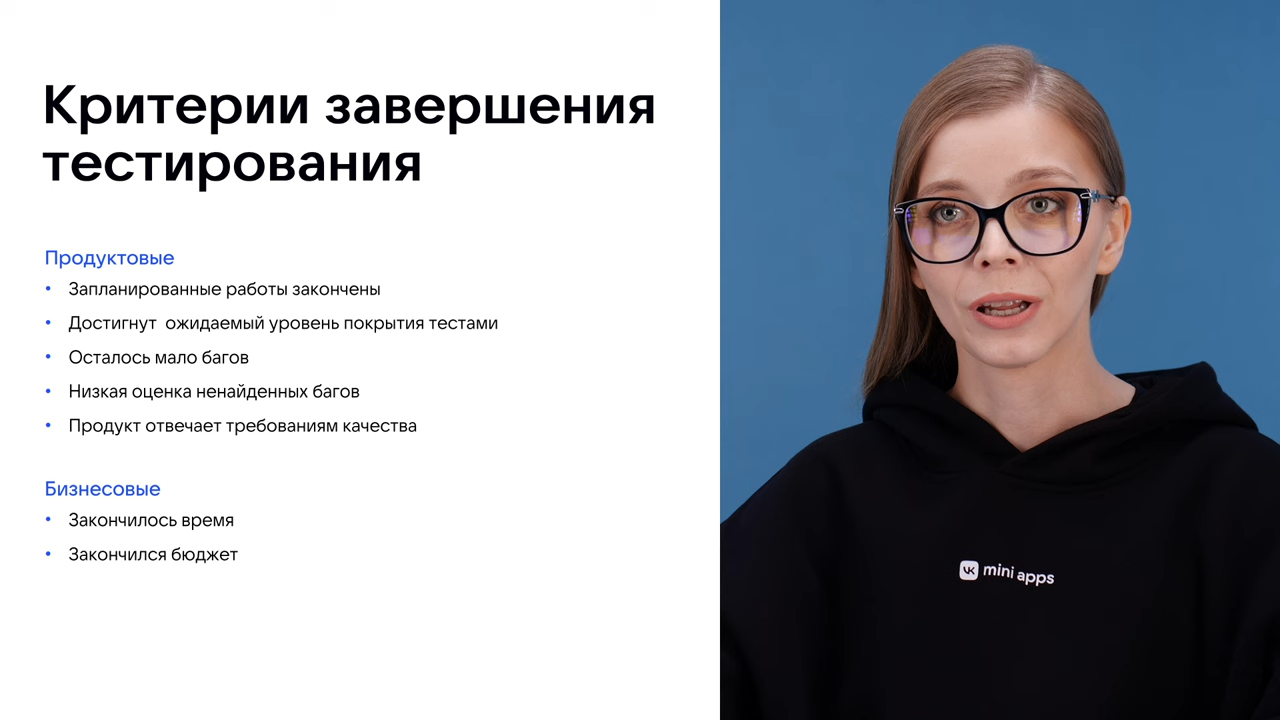 Критерии завершения
тестирования
Продуктовые
• Запланированные работы закончены
• Достигнут ожидаемый уровень покрытия тестами
• Осталось мало багов
• Низкая оценка ненайденных багов
• Продукт отвечает требованиям качества
Бизнесовые
• Закончилось время
• Закончился бюджет
VK mini apps